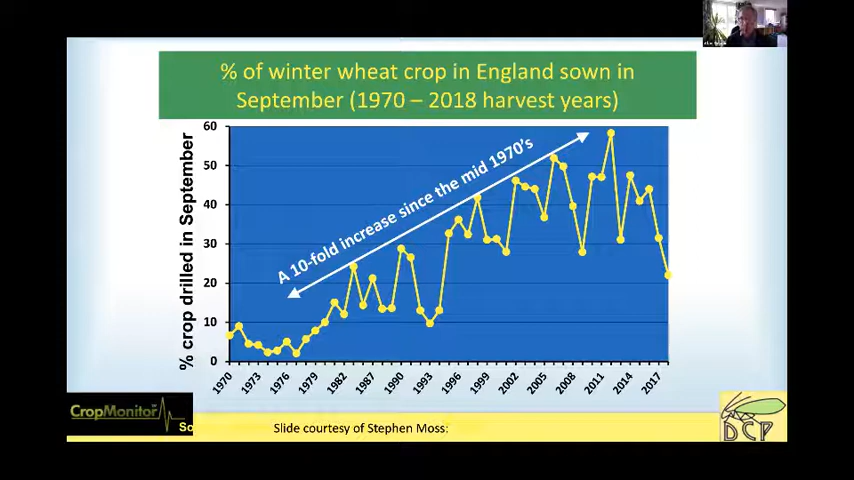 % of winter wheat crop in England sown in
September (1970 – 2018 harvest years)
% crop drilled in September
60
50
40
30
20
10
0
A 10-fold increase since the mid 1970's
1970
1973
1976
1979
1982
1987
1990
1993
1996
1999
2002
2005
2008
2011
2014
2017
CropMonitor
So
Slide courtesy of Stephen Moss:
DCP